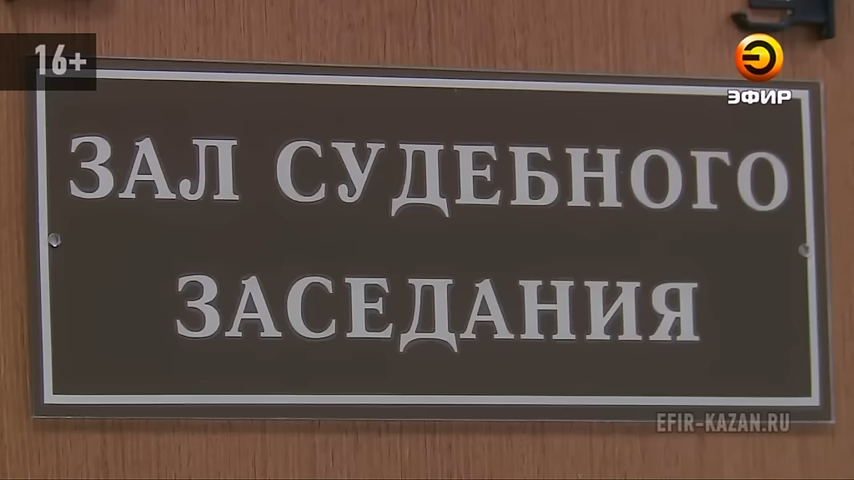 16+
ЭФИР
ЗАЛ СУДЕБНОГО
ЗАСЕДАНИЯ
EFIR-KAZAN.RU